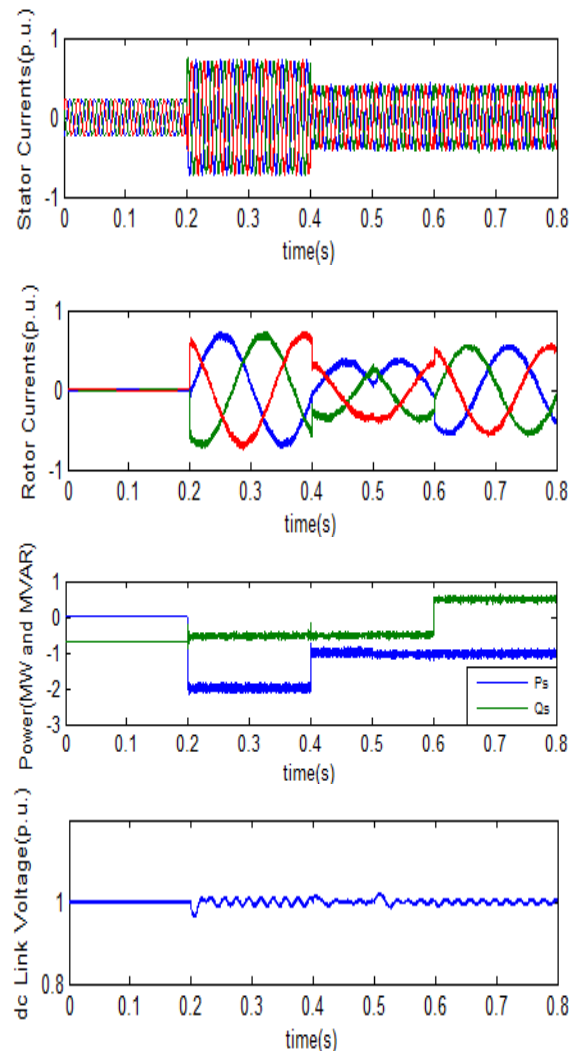 Stator Currents(p.u.)
1
0
-1
0 0.1 0.2 0.3 0.4 0.5 0.6 0.7 0.8
time(s)
Rotor Currents(p.u.)
1
0
-1
0 0.1 0.2 0.3 0.4 0.5 0.6 0.7 0.8
time(s)
Power(MW and MVAR)
1
0
-1
-2
-3
Ps
Qs
0 0.1 0.2 0.3 0.4 0.5 0.6 0.7 0.8
time(s)
dc Link Voltage(p.u.)
1
0.8
0 0.1 0.2 0.3 0.4 0.5 0.6 0.7 0.8
time(s)